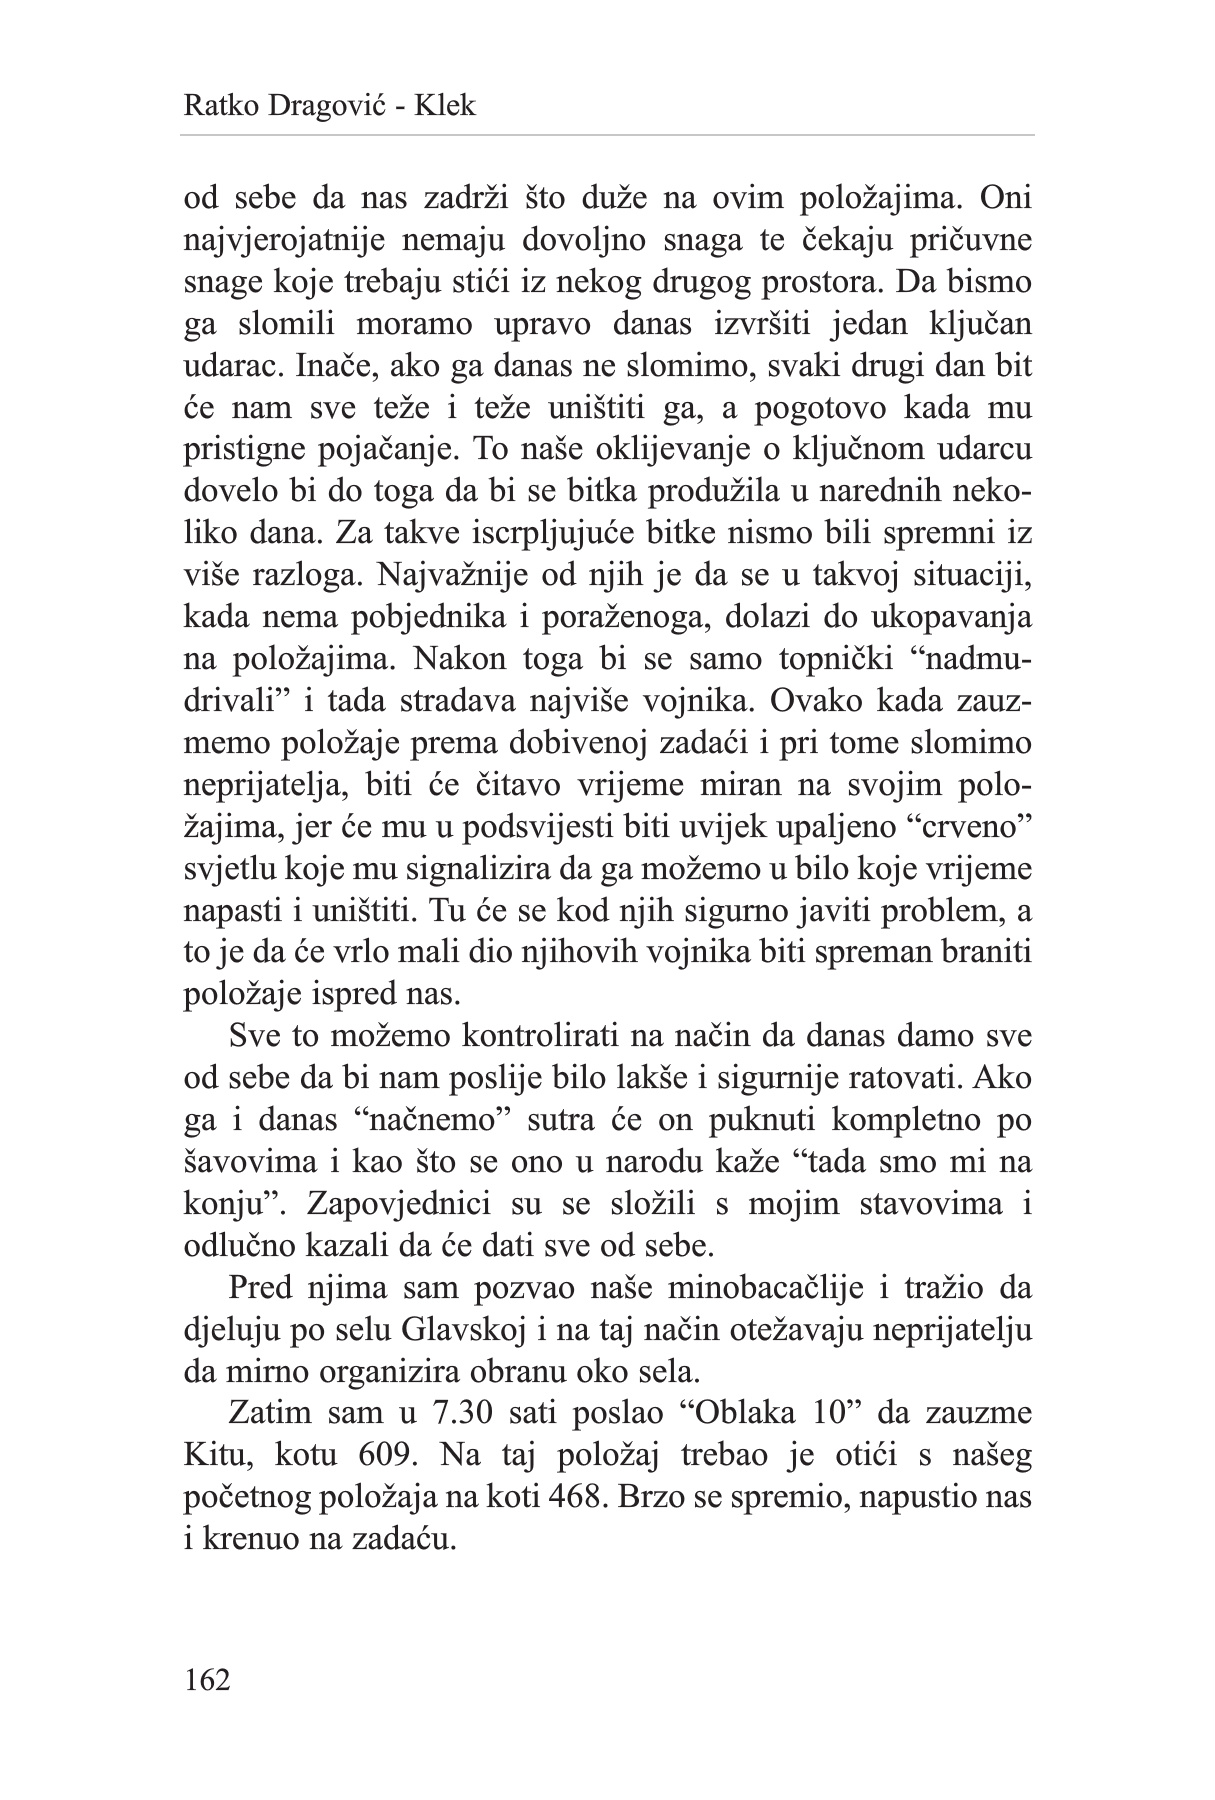 Ratko Dragović - Klek
od sebe da nas zadrži što duže na ovim položajima. Oni
najvjerojatnije nemaju dovoljno snaga te čekaju pričuvne
snage koje trebaju stići iz nekog drugog prostora. Da bismo
ga slomili moramo upravo danas izvršiti jedan ključan
udarac. Inače, ako ga danas ne slomimo, svaki drugi dan bit
će nam sve teže i teže uništiti ga, a pogotovo kada mu
pristigne pojačanje. To naše oklijevanje o ključnom udarcu
dovelo bi do toga da bi se bitka produžila u narednih neko-
liko dana. Za takve iscrpljujuće bitke nismo bili spremni iz
više razloga. Najvažnije od njih je da se u takvoj situaciji,
kada nema pobjednika i poraženoga, dolazi do ukopavanja
na položajima. Nakon toga bi se samo topnički “nadmu-
drivali” i tada stradava najviše vojnika. Ovako kada zauz-
memo položaje prema dobivenoj zadaći i pri tome slomimo
neprijatelja, biti će čitavo vrijeme miran na svojim polo-
žajima, jer će mu u podsvijesti biti uvijek upaljeno “crveno”
svjetlu koje mu signalizira da ga možemo u bilo koje vrijeme
napasti i uništiti. Tu će se kod njih sigurno javiti problem, a
to je da će vrlo mali dio njihovih vojnika biti spreman braniti
položaje ispred nas.
Sve to možemo kontrolirati na način da danas damo sve
od sebe da bi nam poslije bilo lakše i sigurnije ratovati. Ako
ga i danas “načnemo” sutra će on puknuti kompletno po
šavovima i kao što se ono u narodu kaže “tada smo mi na
konju”. Zapovjednici su se složili s mojim stavovima i
odlučno kazali da će dati sve od sebe.
Pred njima sam pozvao naše minobacačlije i tražio da
djeluju po selu Glavskoj i na taj način otežavaju neprijatelju
da mirno organizira obranu oko sela.
Zatim sam u 7.30 sati poslao “Oblaka 10” da zauzme
Kitu, kotu 609. Na taj položaj trebao je otići s našeg
početnog položaja na koti 468. Brzo se spremio, napustio nas
i krenuo na zadaću.
162